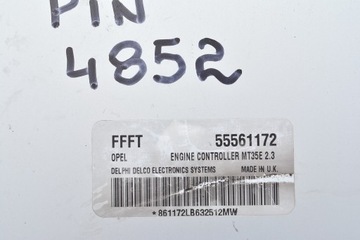 PIN
4852
FFFT 55561172
OPEL ENGINE CONTROLLER MT35E 2.3
DELPHI DELCO ELECTRONICS SYSTEMS MADE IN U.K.
*861172LB632512MW